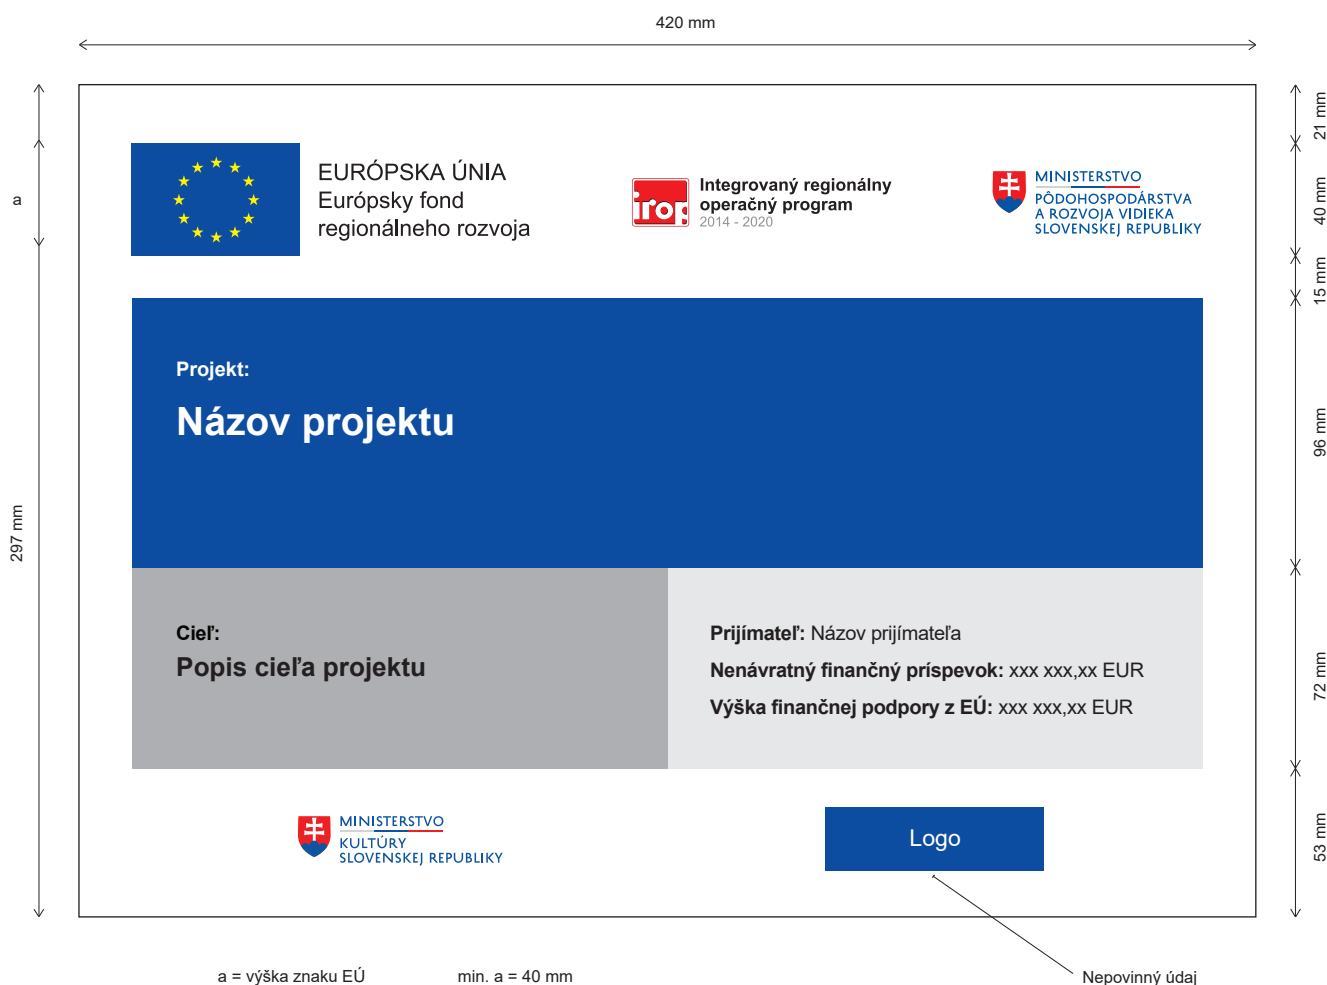 420 mm
21 mm
a
40 mm
EURÓPSKA ÚNIA
Európsky fond
regionálneho rozvoja
irop
Integrovaný regionálny
operačný program
2014 - 2020
MINISTERSTVO
PÔDOHOSPODÁRSTVA
A ROZVOJA VIDIEKA
SLOVENSKEJ REPUBLIKY
15 mm
Projekt:
Názov projektu
96 mm
297 mm
Cieľ:
Popis cieľa projektu
Prijímateľ: Názov prijímateľa
Nenávratný finančný príspevok: xxx xxx,xx EUR
Výška finančnej podpory z EÚ: xxx xxx,xx EUR
72 mm
MINISTERSTVO
KULTÚRY
SLOVENSKEJ REPUBLIKY
Logo
53 mm
a = výška znaku EÚ
min. a = 40 mm
Nepovinný údaj